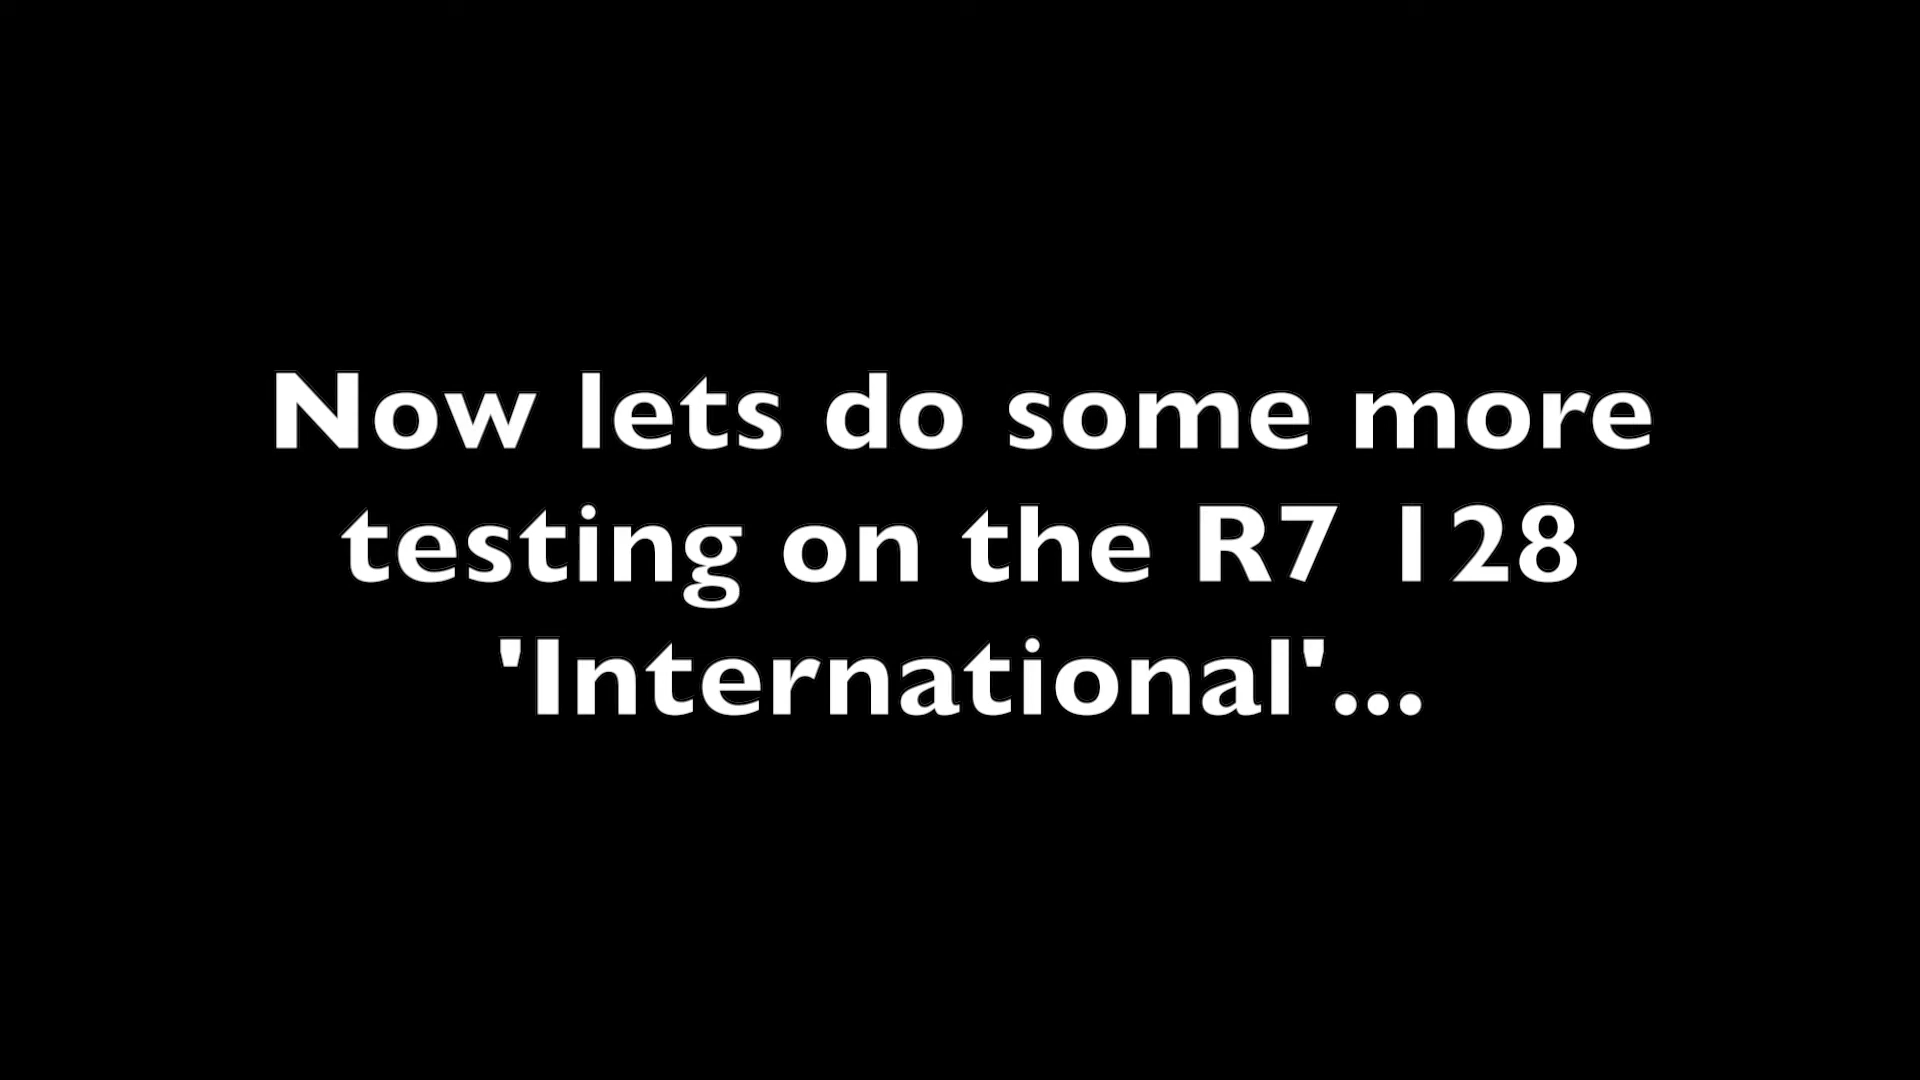 Now lets do some more
testing on the R7 128
'International'...